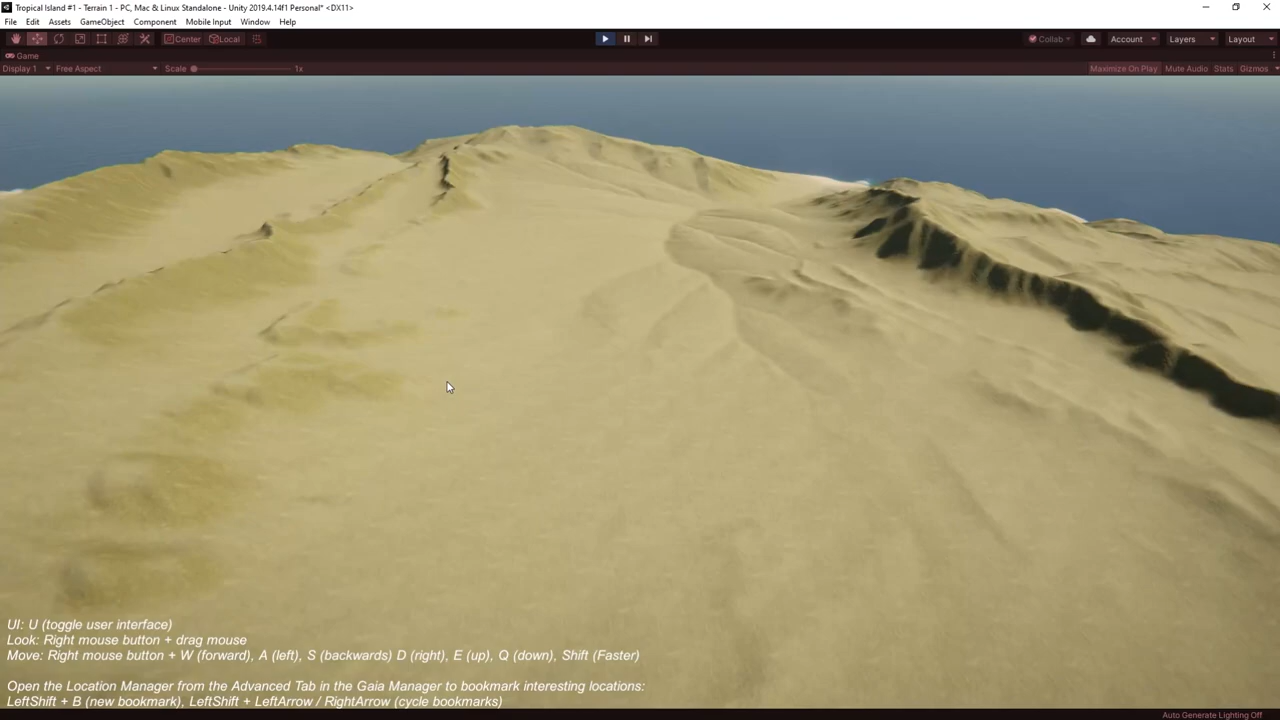 Tropical Island #1 - Terrain 1 - PC, Mac & Linux Standalone - Unity 2019.4.14f1 Personal* <DX11>
File Edit Assets GameObject Component Mobile Input Window Help
Center Local Collab Account Layers Layout
Game
Display 1 Free Aspect Scale 1x Maximize On Play Mute Audio Stats Gizmos
UI: U (toggle user interface)
Look: Right mouse button + drag mouse
Move: Right mouse button + W (forward), A (left), S (backwards) D (right), E (up), Q (down), Shift (Faster)
Open the Location Manager from the Advanced Tab in the Gaia Manager to bookmark interesting locations:
LeftShift + B (new bookmark), LeftShift + LeftArrow / RightArrow (cycle bookmarks)
Auto Generate Lighting Off